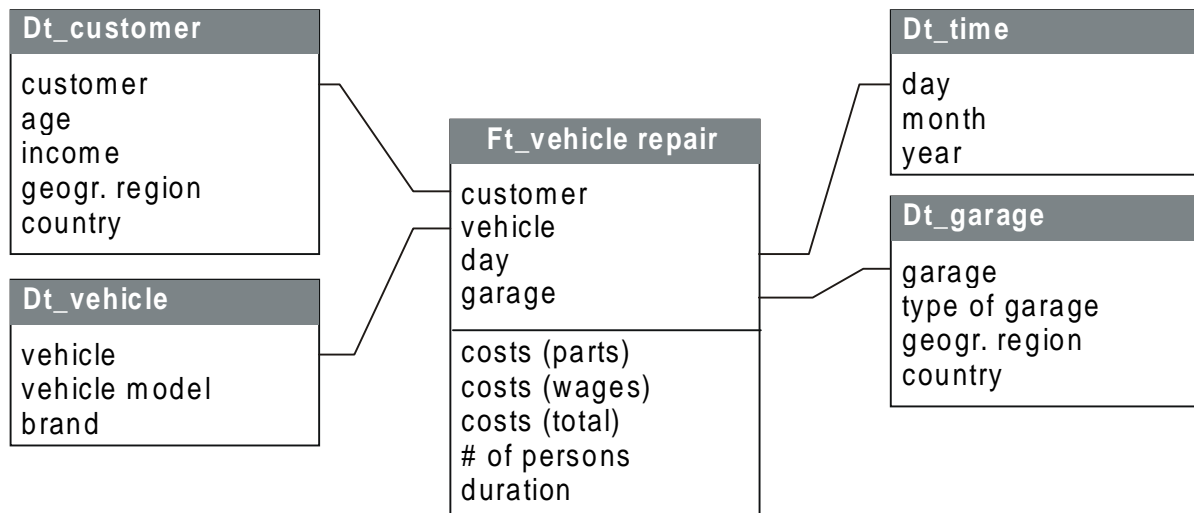 Dt_customer
customer
age
income
geogr. region
country
Dt_vehicle
vehicle
vehicle model
brand
Ft_vehicle repair
customer
vehicle
day
garage
costs (parts)
costs (wages)
costs (total)
# of persons
duration
Dt_time
day
month
year
Dt_garage
garage
type of garage
geogr. region
country